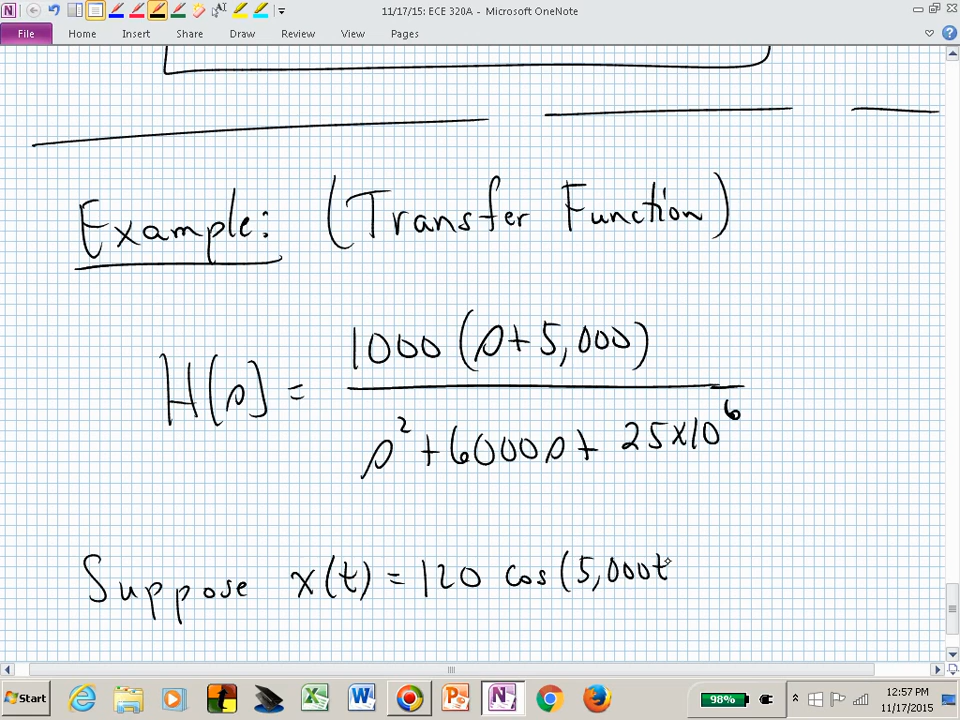 11/17/15: ECE 320A - Microsoft OneNote
File Home Insert Share Draw Review View Pages
Example: (Transfer Function)
H(s) = 1000 (s + 5,000)
s² + 6000s + 25x10⁶
Suppose x(t) = 120 cos(5,000t
Start 98% 12:57 PM
11/17/2015